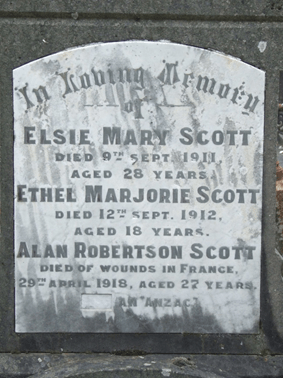 In Loving Memory
of
ELSIE MARY SCOTT
DIED 9TH SEPT. 1911,
AGED 28 YEARS.
ETHEL MARJORIE SCOTT
DIED 12TH SEPT. 1912,
AGED 18 YEARS.
ALAN ROBERTSON SCOTT
DIED OF WOUNDS IN FRANCE,
29TH APRIL 1918, AGED 27 YEARS.
AN "ANZAC."